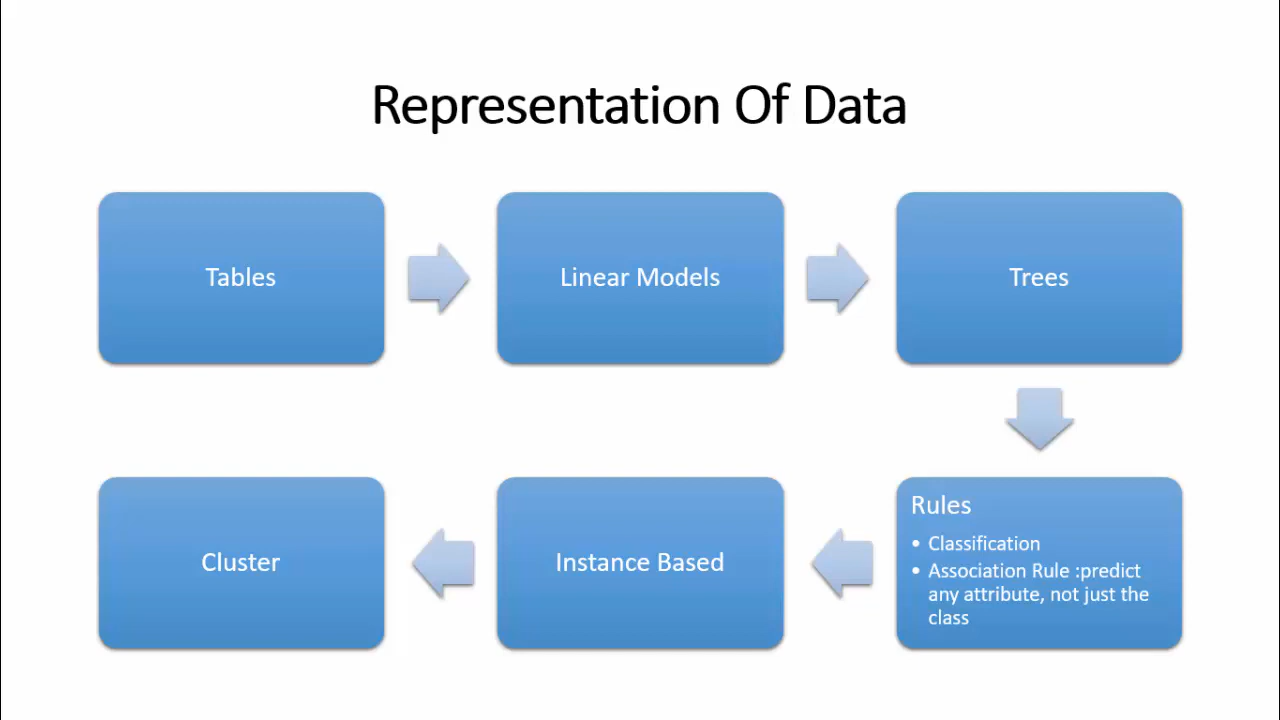 Representation Of Data
Tables
Linear Models
Trees
Rules
• Classification
• Association Rule :predict
any attribute, not just the
class
Instance Based
Cluster